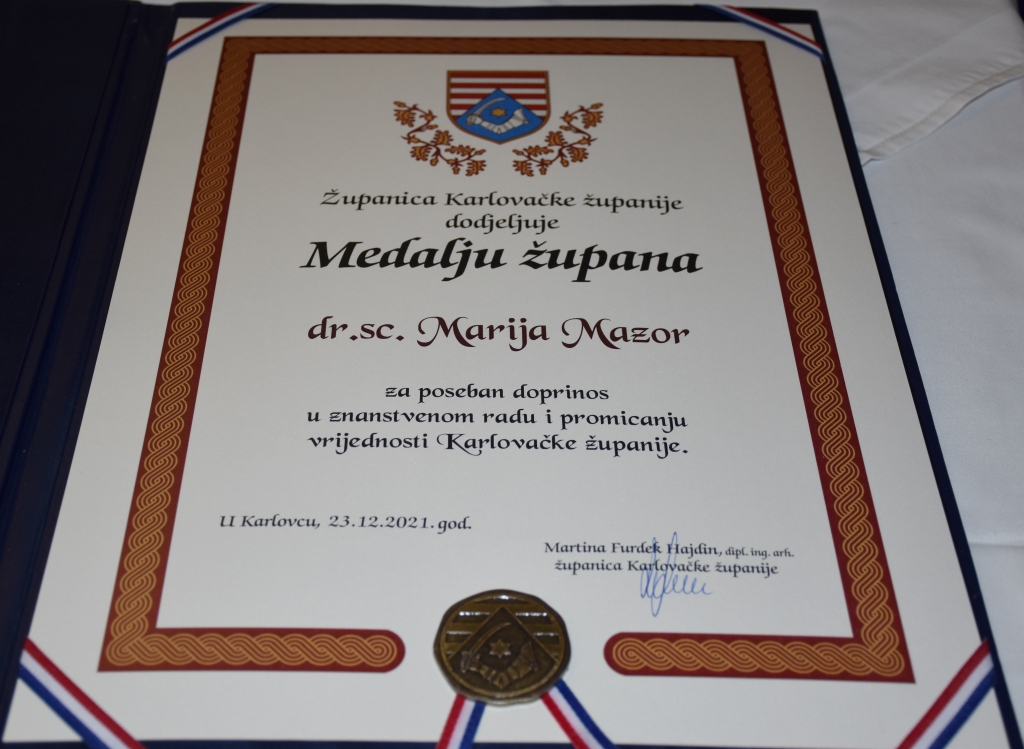 Županica Karlovačke županije
dodjeljuje
Medalju župana
dr.sc. Marija Mazor
za poseban doprinos
u znanstvenom radu i promicanju
vrijednosti Karlovačke županije.
U Karlovcu, 23.12.2021.god.
Martina Furdek Hajdin, dipl. ing. arh.
županica Karlovačke županije